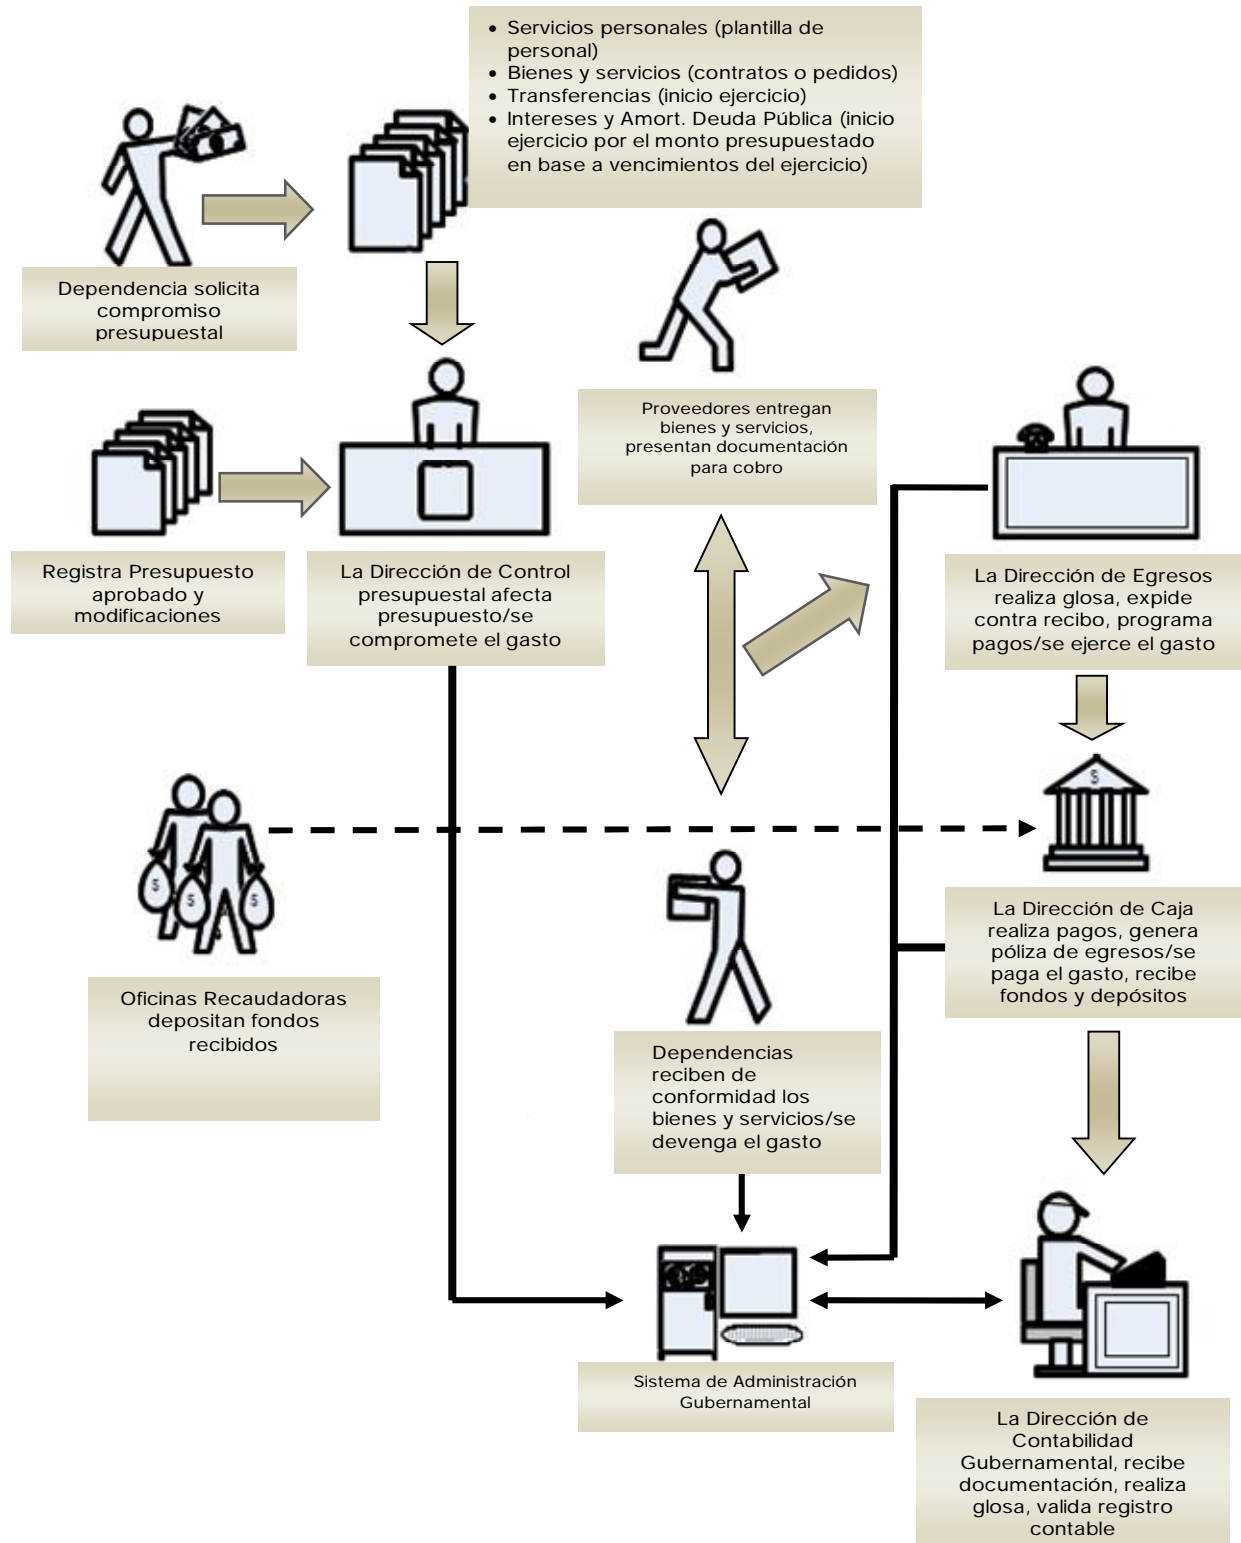 • Servicios personales (plantilla de
personal)
• Bienes y servicios (contratos o pedidos)
• Transferencias (inicio ejercicio)
• Intereses y Amort. Deuda Pública (inicio
ejercicio por el monto presupuestado
en base a vencimientos del ejercicio)
Dependencia solicita
compromiso
presupuestal
Proveedores entregan
bienes y servicios,
presentan documentación
para cobro
Registra Presupuesto
aprobado y
modificaciones
La Dirección de Control
presupuestal afecta
presupuesto/se
compromete el gasto
La Dirección de Egresos
realiza glosa, expide
contra recibo, programa
pagos/se ejerce el gasto
$
$
$
$
Oficinas Recaudadoras
depositan fondos
recibidos
La Dirección de Caja
realiza pagos, genera
póliza de egresos/se
paga el gasto, recibe
fondos y depósitos
Dependencias
reciben de
conformidad los
bienes y servicios/se
devenga el gasto
Sistema de Administración
Gubernamental
La Dirección de
Contabilidad
Gubernamental, recibe
documentación, realiza
glosa, valida registro
contable